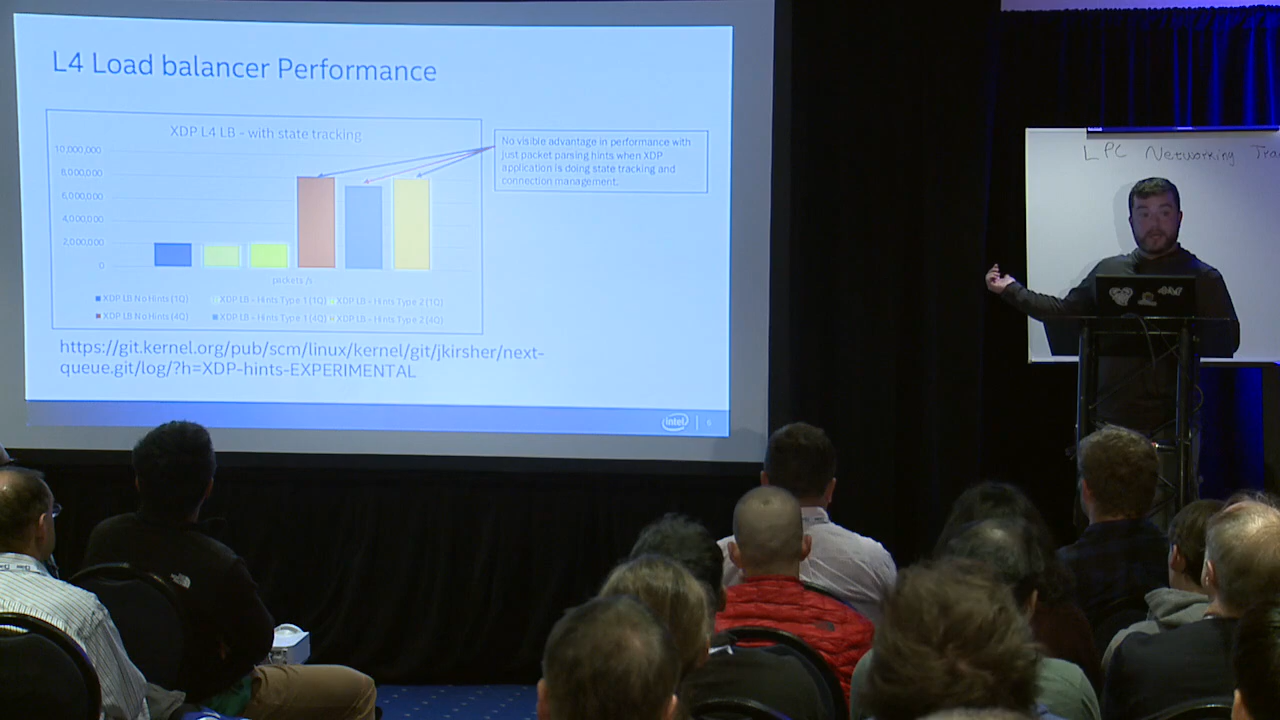 L4 Load balancer Performance
XDP L4 LB - with state tracking
10,000,000
8,000,000
6,000,000
4,000,000
2,000,000
0
packets /s
XDP LB No Hints (1Q) XDP LB - Hints Type 1 (1Q) XDP LB - Hints Type 2 (1Q)
XDP LB No Hints (4Q) XDP LB - Hints Type 1 (4Q) XDP LB - Hints Type 2 (4Q)
No visible advantage in performance with
just packet parsing hints when XDP
application is doing state tracking and
connection management.
https://git.kernel.org/pub/scm/linux/kernel/git/jkirsher/next-
queue.git/log/?h=XDP-hints-EXPERIMENTAL
intel
6
LPC Networking